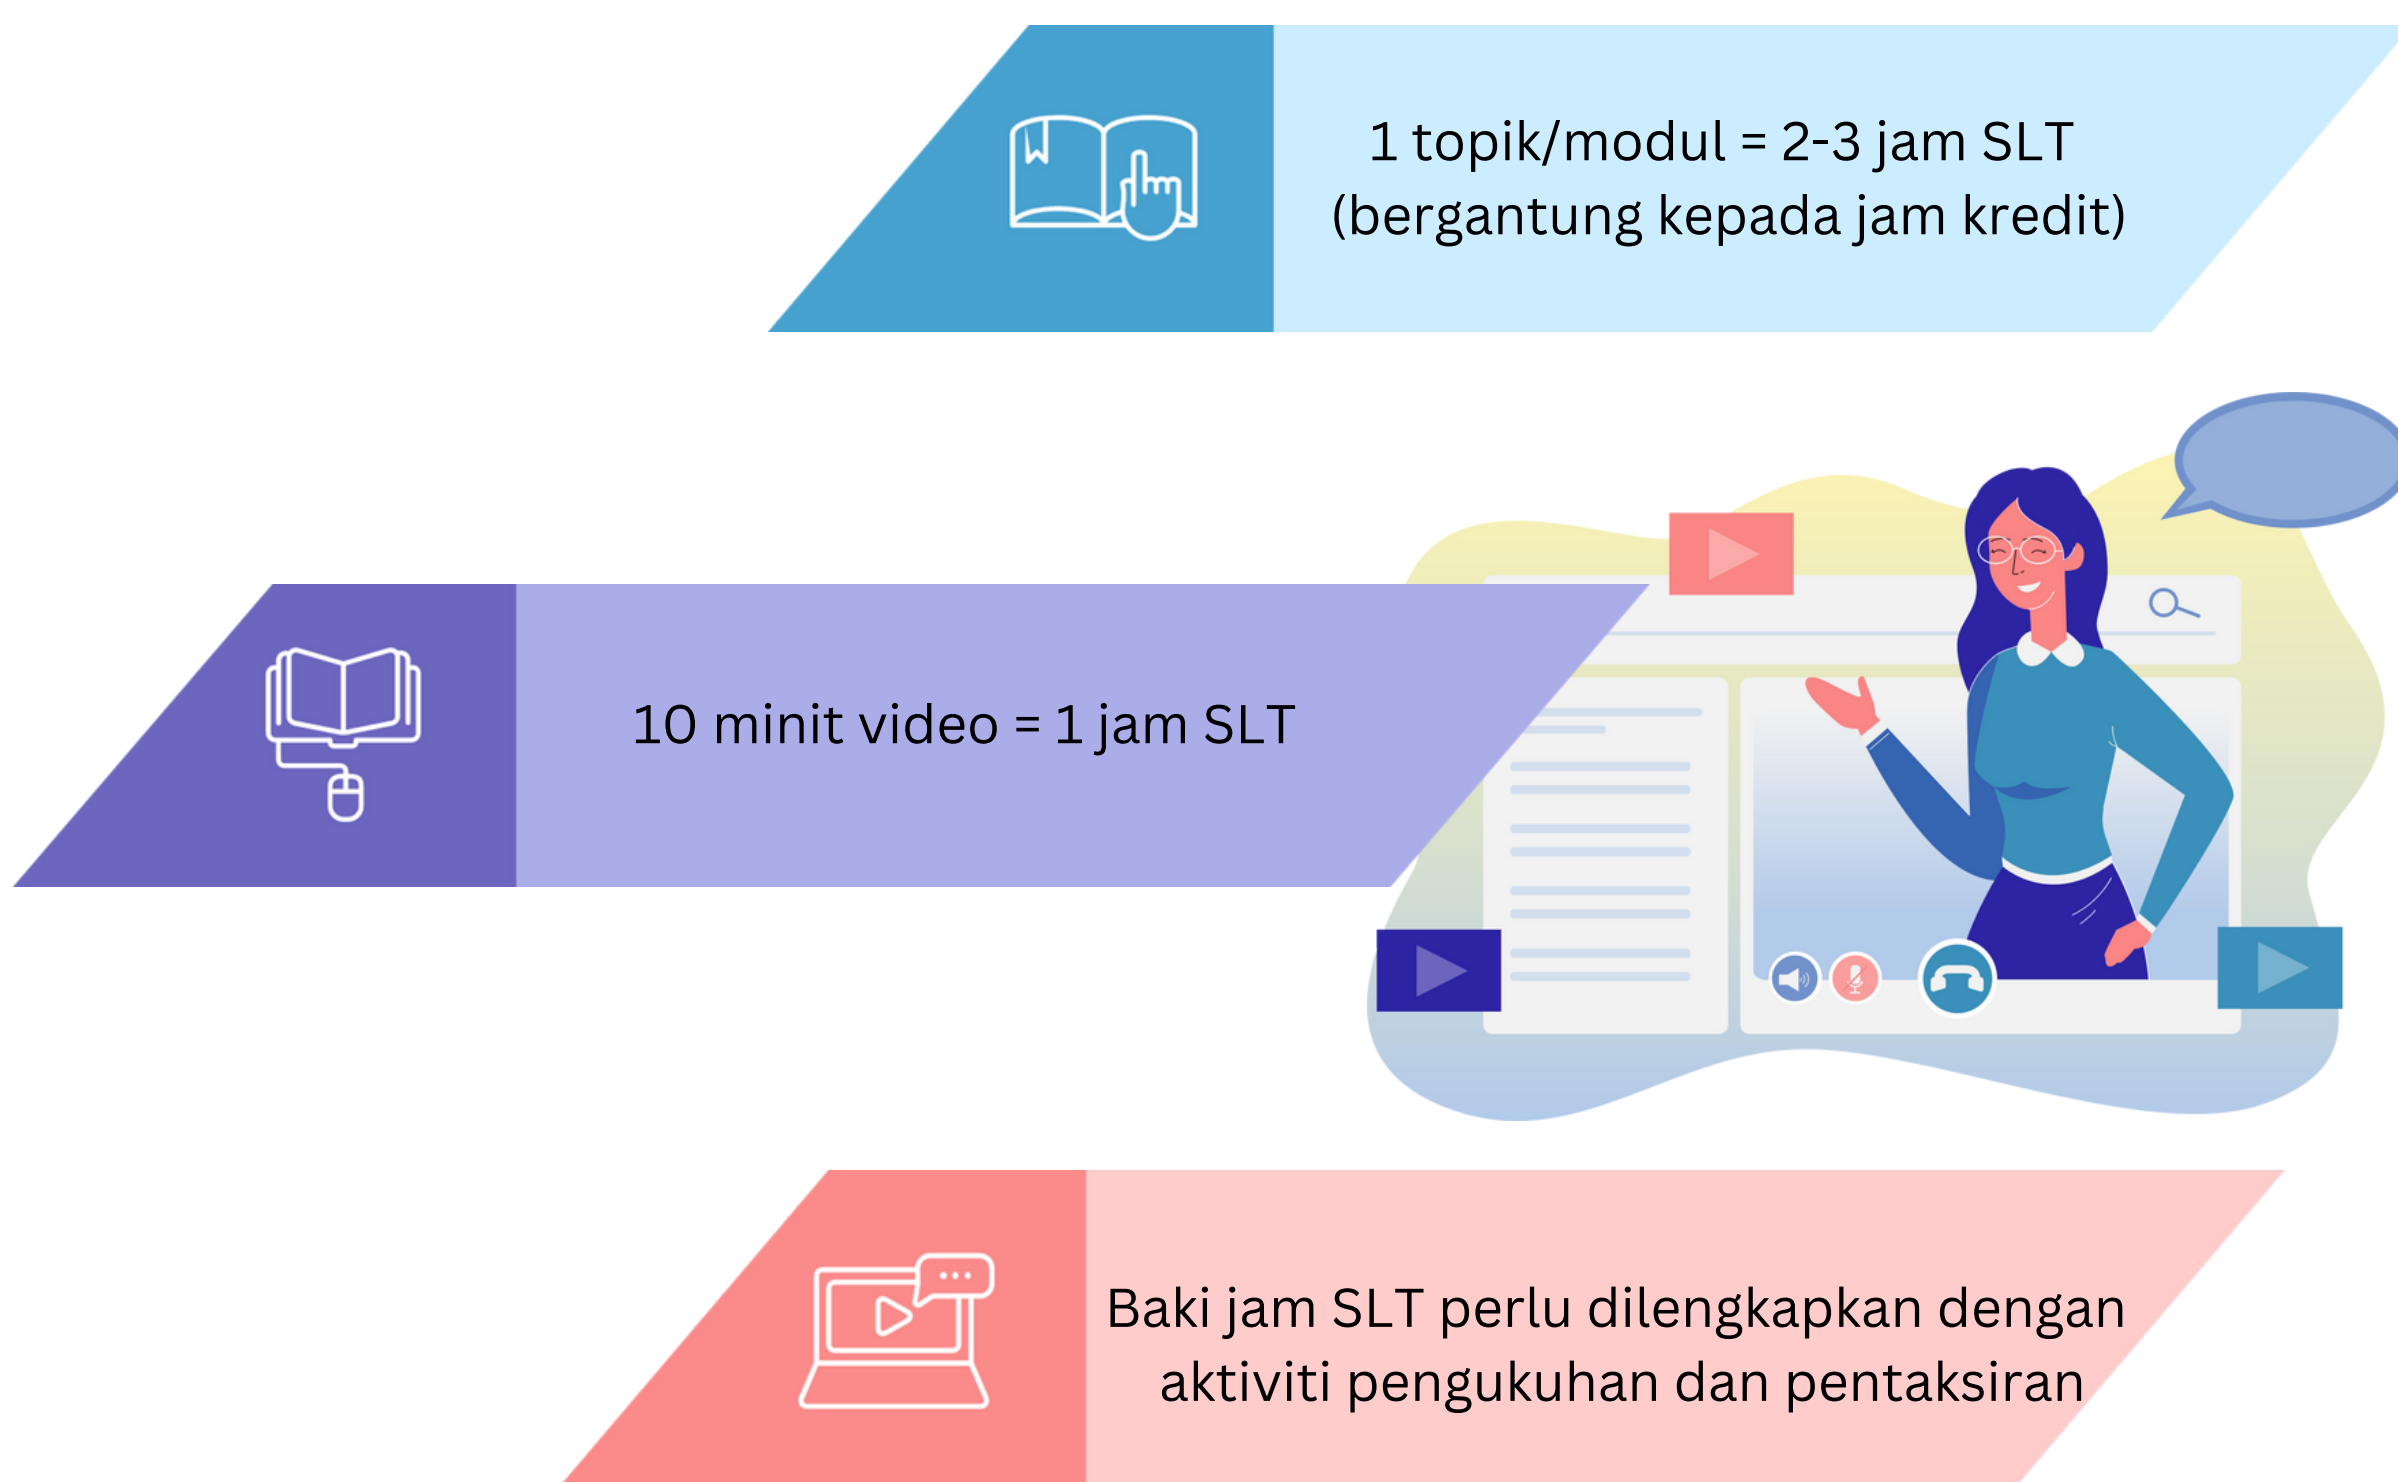 1 topik/modul = 2-3 jam SLT
(bergantung kepada jam kredit)
10 minit video = 1 jam SLT
Baki jam SLT perlu dilengkapkan dengan
aktiviti pengukuhan dan pentaksiran